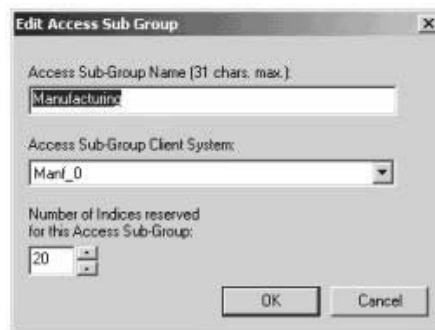 Edit Access Sub Group
Access Sub-Group Name (31 chars. max.):
Manufacturing
Access Sub-Group Client System:
Manf_0
Number of Indices reserved
for this Access Sub-Group:
20
OK Cancel